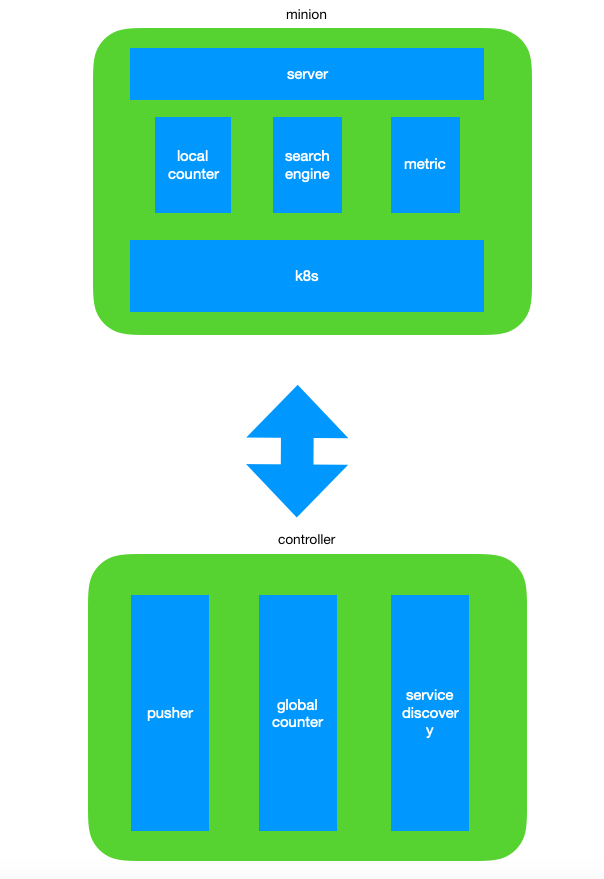 minion
server
local
counter
search
engine
metric
k8s
controller
pusher
global
counter
service
discover
y